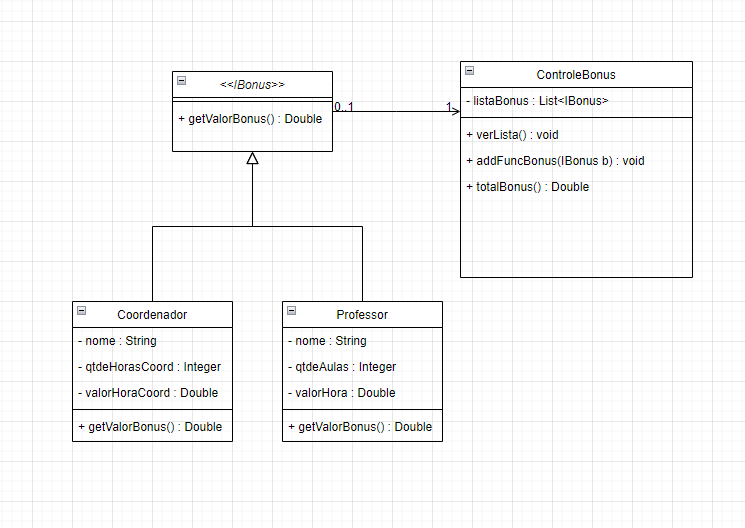 <<IBonus>>
+ getValorBonus() : Double
0..1
1
ControleBonus
- listaBonus : List<IBonus>
+ verLista() : void
+ addFuncBonus(IBonus b) : void
+ totalBonus() : Double
Coordenador
- nome : String
- qtdeHorasCoord : Integer
- valorHoraCoord : Double
+ getValorBonus() : Double
Professor
- nome : String
- qtdeAulas : Integer
- valorHora : Double
+ getValorBonus() : Double